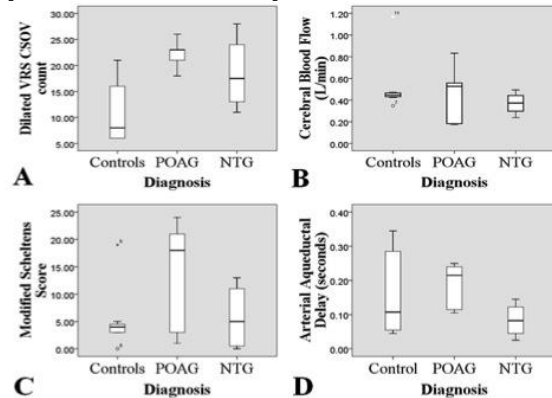 Dilated VRS CSOV
count
30.00
25.00
20.00
15.00
10.00
5.00
Controls POAG NTG
A
Diagnosis
Cerebral Blood Flow
(L/min)
1.20
1.00
0.80
0.60
0.40
0.20
0.00
Controls POAG NTG
B
Diagnosis
Modified Scheltens
Score
25.00
20.00
15.00
10.00
5.00
0.00
Controls POAG NTG
C
Diagnosis
Arterial Aqueductal
Delay (seconds)
0.40
0.30
0.20
0.10
0.00
Control POAG NTG
D
Diagnosis